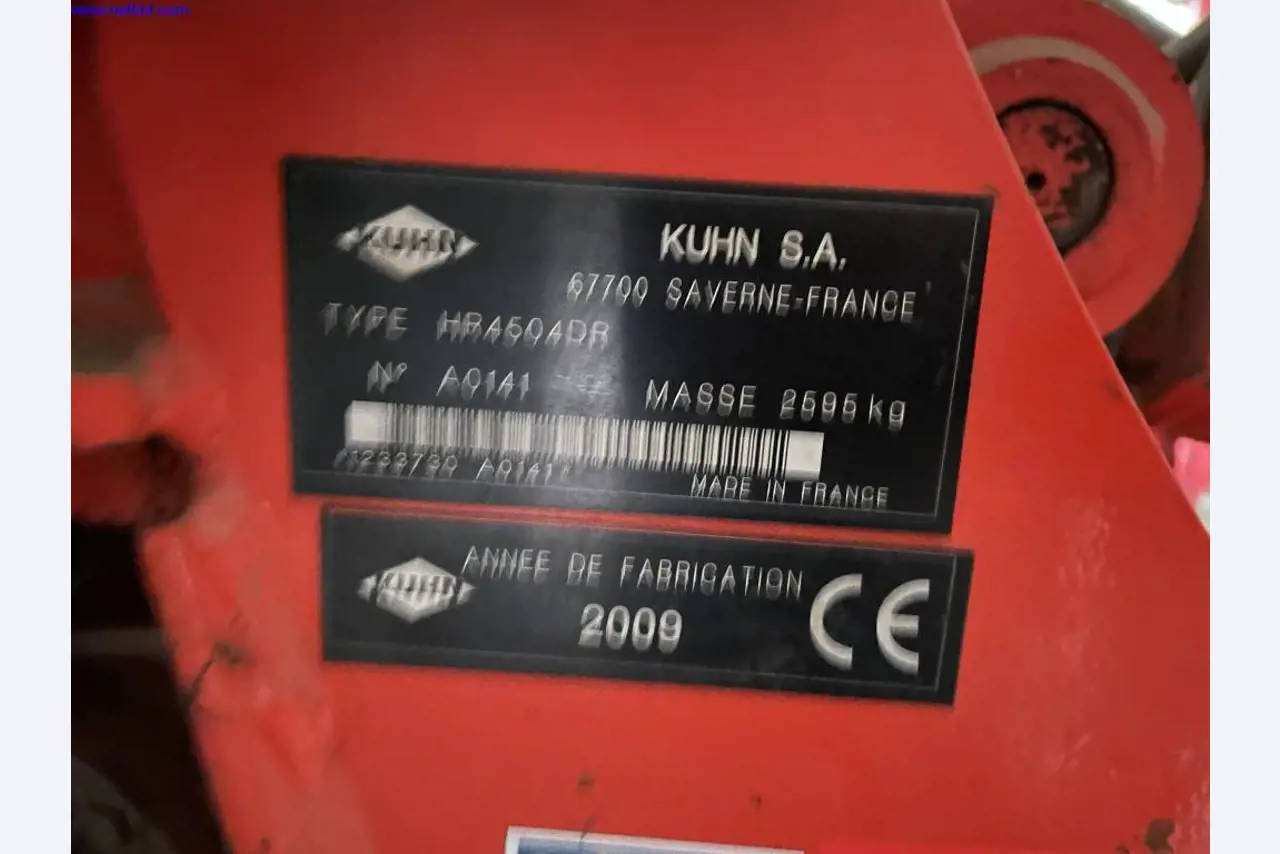 www.netbid.com
KUHN
KUHN S.A.
67700 SAVERNE-FRANCE
TYPE HR4504DR
N° A0141 MASSE 2595 kg
A0141
MADE IN FRANCE
KUHN
ANNEE DE FABRICATION
2009
CE